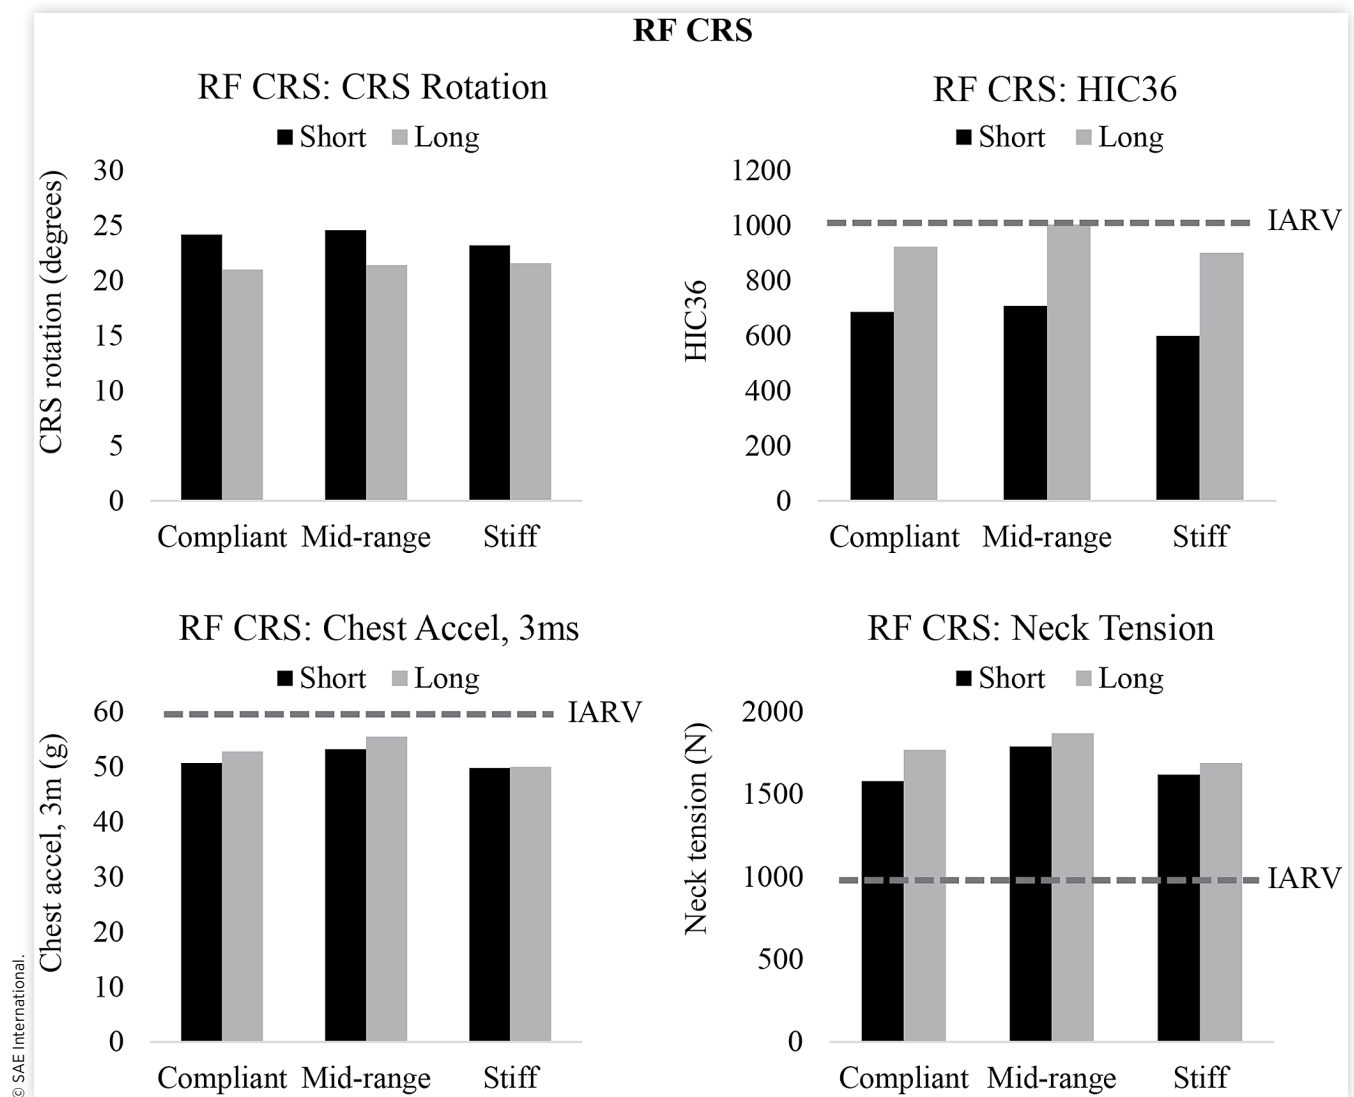 RF CRS
RF CRS: CRS Rotation
Short Long
CRS rotation (degrees)
30
25
20
15
10
5
0
Compliant Mid-range Stiff
RF CRS: HIC36
Short Long
HIC36
1200
1000
800
600
400
200
0
IARV
Compliant Mid-range Stiff
RF CRS: Chest Accel, 3ms
Short Long
Chest accel, 3m (g)
60
50
40
30
20
10
0
IARV
Compliant Mid-range Stiff
RF CRS: Neck Tension
Short Long
Neck tension (N)
2000
1500
1000
500
0
IARV
Compliant Mid-range Stiff
© SAE International.